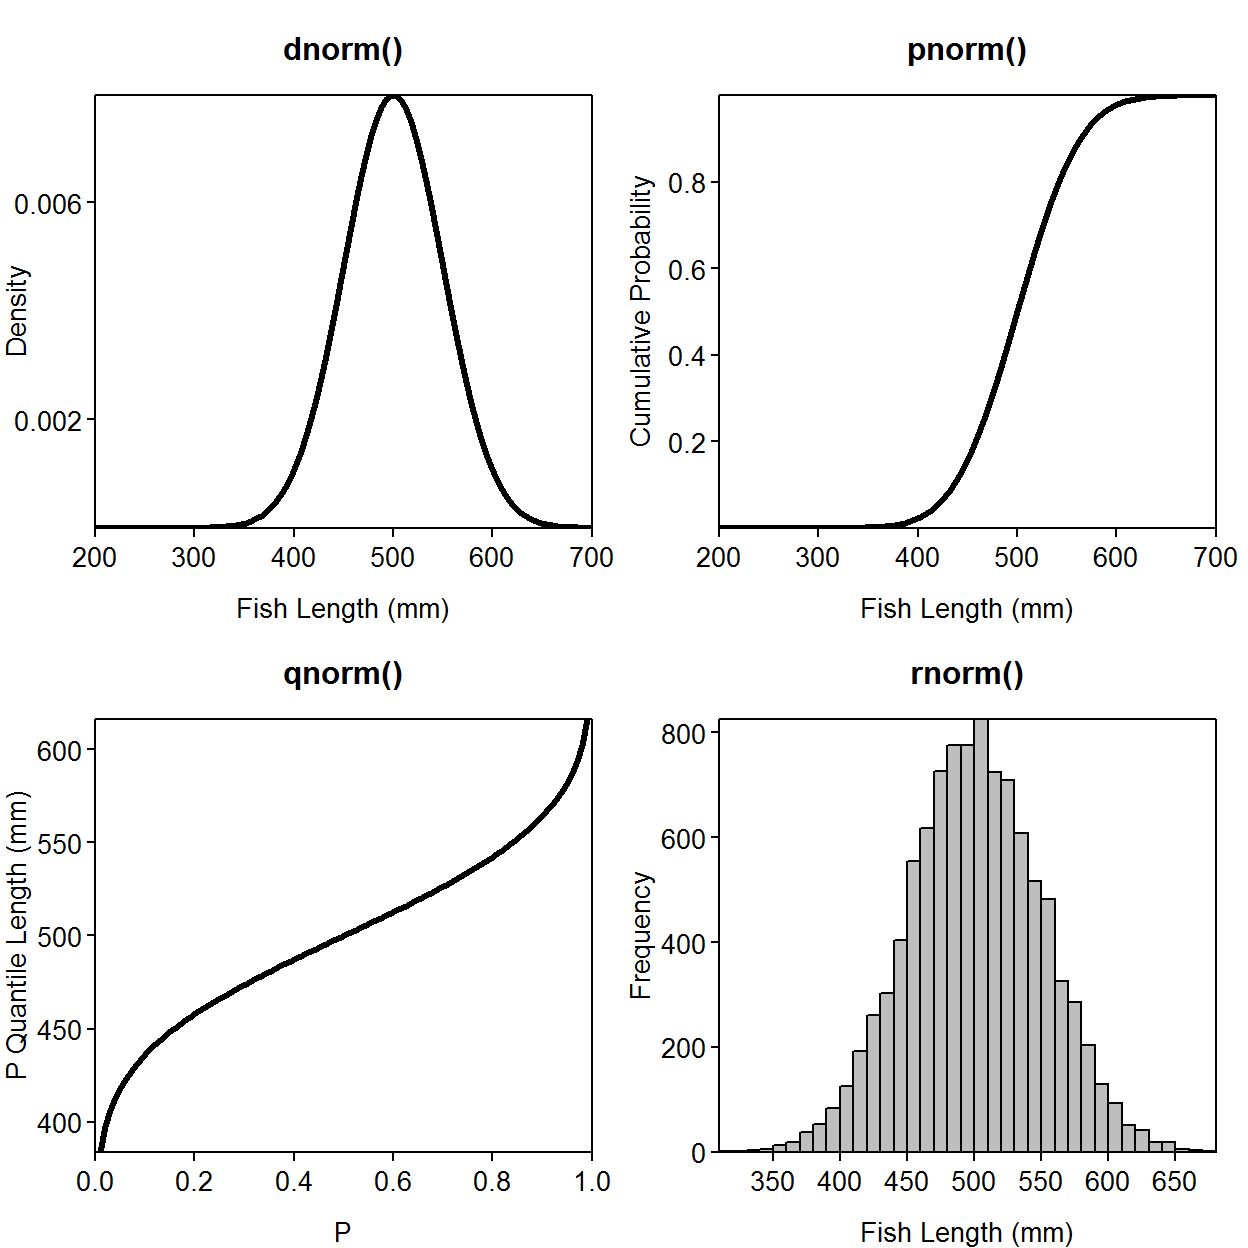 dnorm()
Density
0.006
0.002
200 300 400 500 600 700
Fish Length (mm)
pnorm()
Cumulative Probability
0.8
0.6
0.4
0.2
200 300 400 500 600 700
Fish Length (mm)
qnorm()
P Quantile Length (mm)
600
550
500
450
400
0.0 0.2 0.4 0.6 0.8 1.0
P
rnorm()
Frequency
800
600
400
200
0
350 400 450 500 550 600 650
Fish Length (mm)